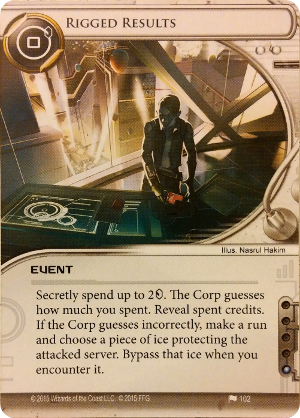 RIGGED RESULTS
Illus. Nasrul Hakim
EVENT
Secretly spend up to 2. The Corp guesses
how much you spent. Reveal spent credits.
If the Corp guesses incorrectly, make a run
and choose a piece of ice protecting the
attacked server. Bypass that ice when you
encounter it.
© 2015 Wizards of the Coast LLC. © 2015 FFG
102